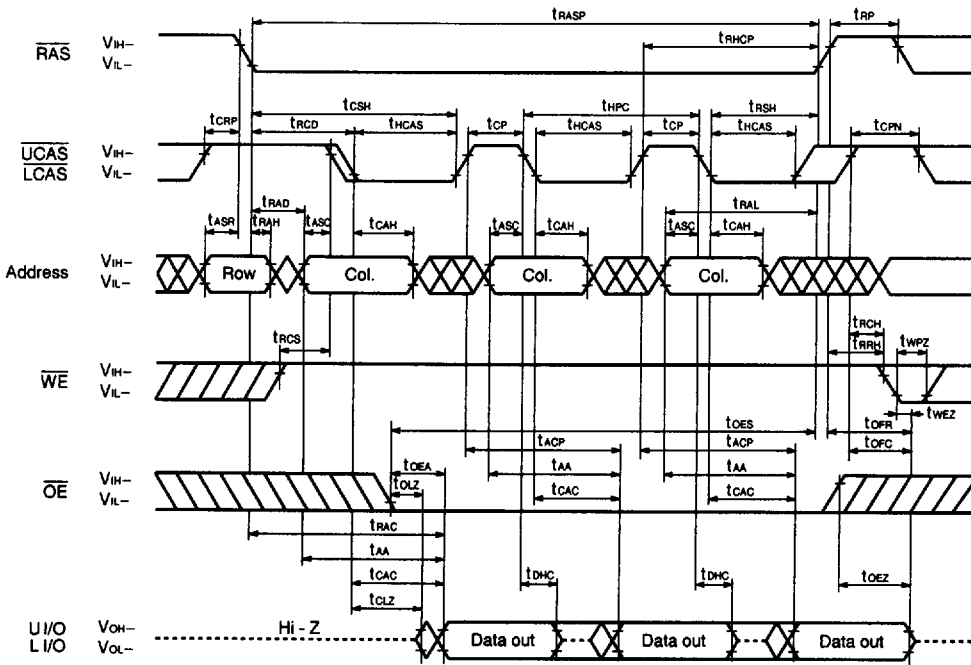 tRASP
tRP
RAS
VIH–
VIL–
tRHCP
tCSH
tHPC
tRSH
tCRP
tRCD
tHCAS
tCP
tHCAS
tCP
tHCAS
tCPN
UCAS
LCAS
VIH–
VIL–
tRAD
tRAL
tASR
tRAH
tASC
tCAH
tASC
tCAH
tASC
tCAH
Address
VIH–
VIL–
Row
Col.
Col.
Col.
tRCS
tRCH
tRRH
tWPZ
WE
VIH–
VIL–
tWEZ
tOES
tOFR
tACP
tACP
tOFC
tOEA
tAA
tAA
OE
VIH–
VIL–
tOLZ
tCAC
tCAC
tRAC
tAA
tCAC
tDHC
tDHC
tOEZ
tCLZ
U I/O
L I/O
VOH–
VOL–
Hi - Z
Data out
Data out
Data out